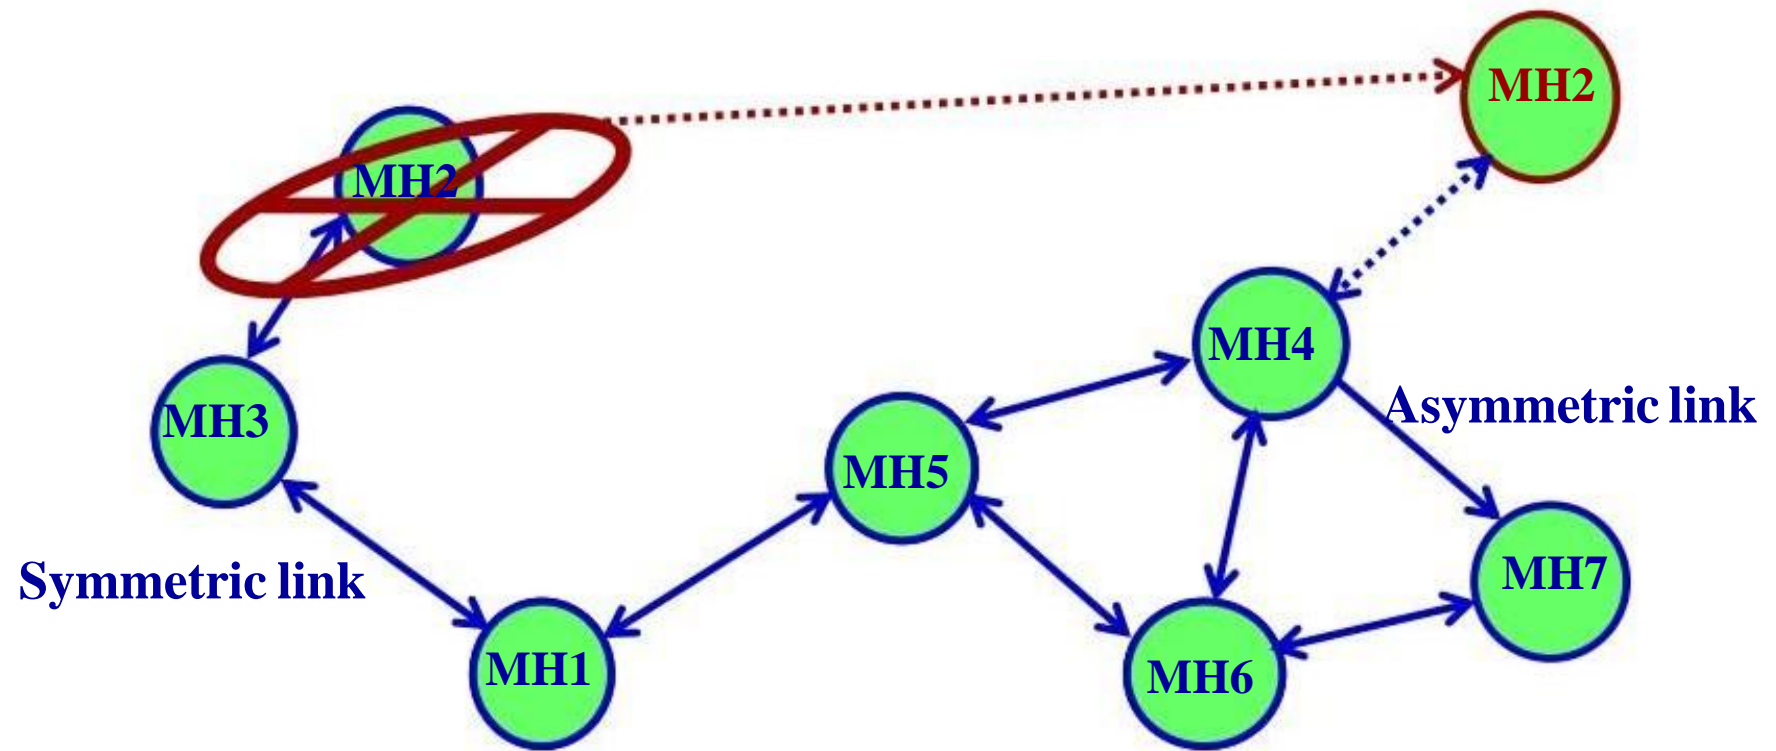 MH2
MH2
MH4
Asymmetric link
MH3
MH5
Symmetric link
MH7
MH1
MH6